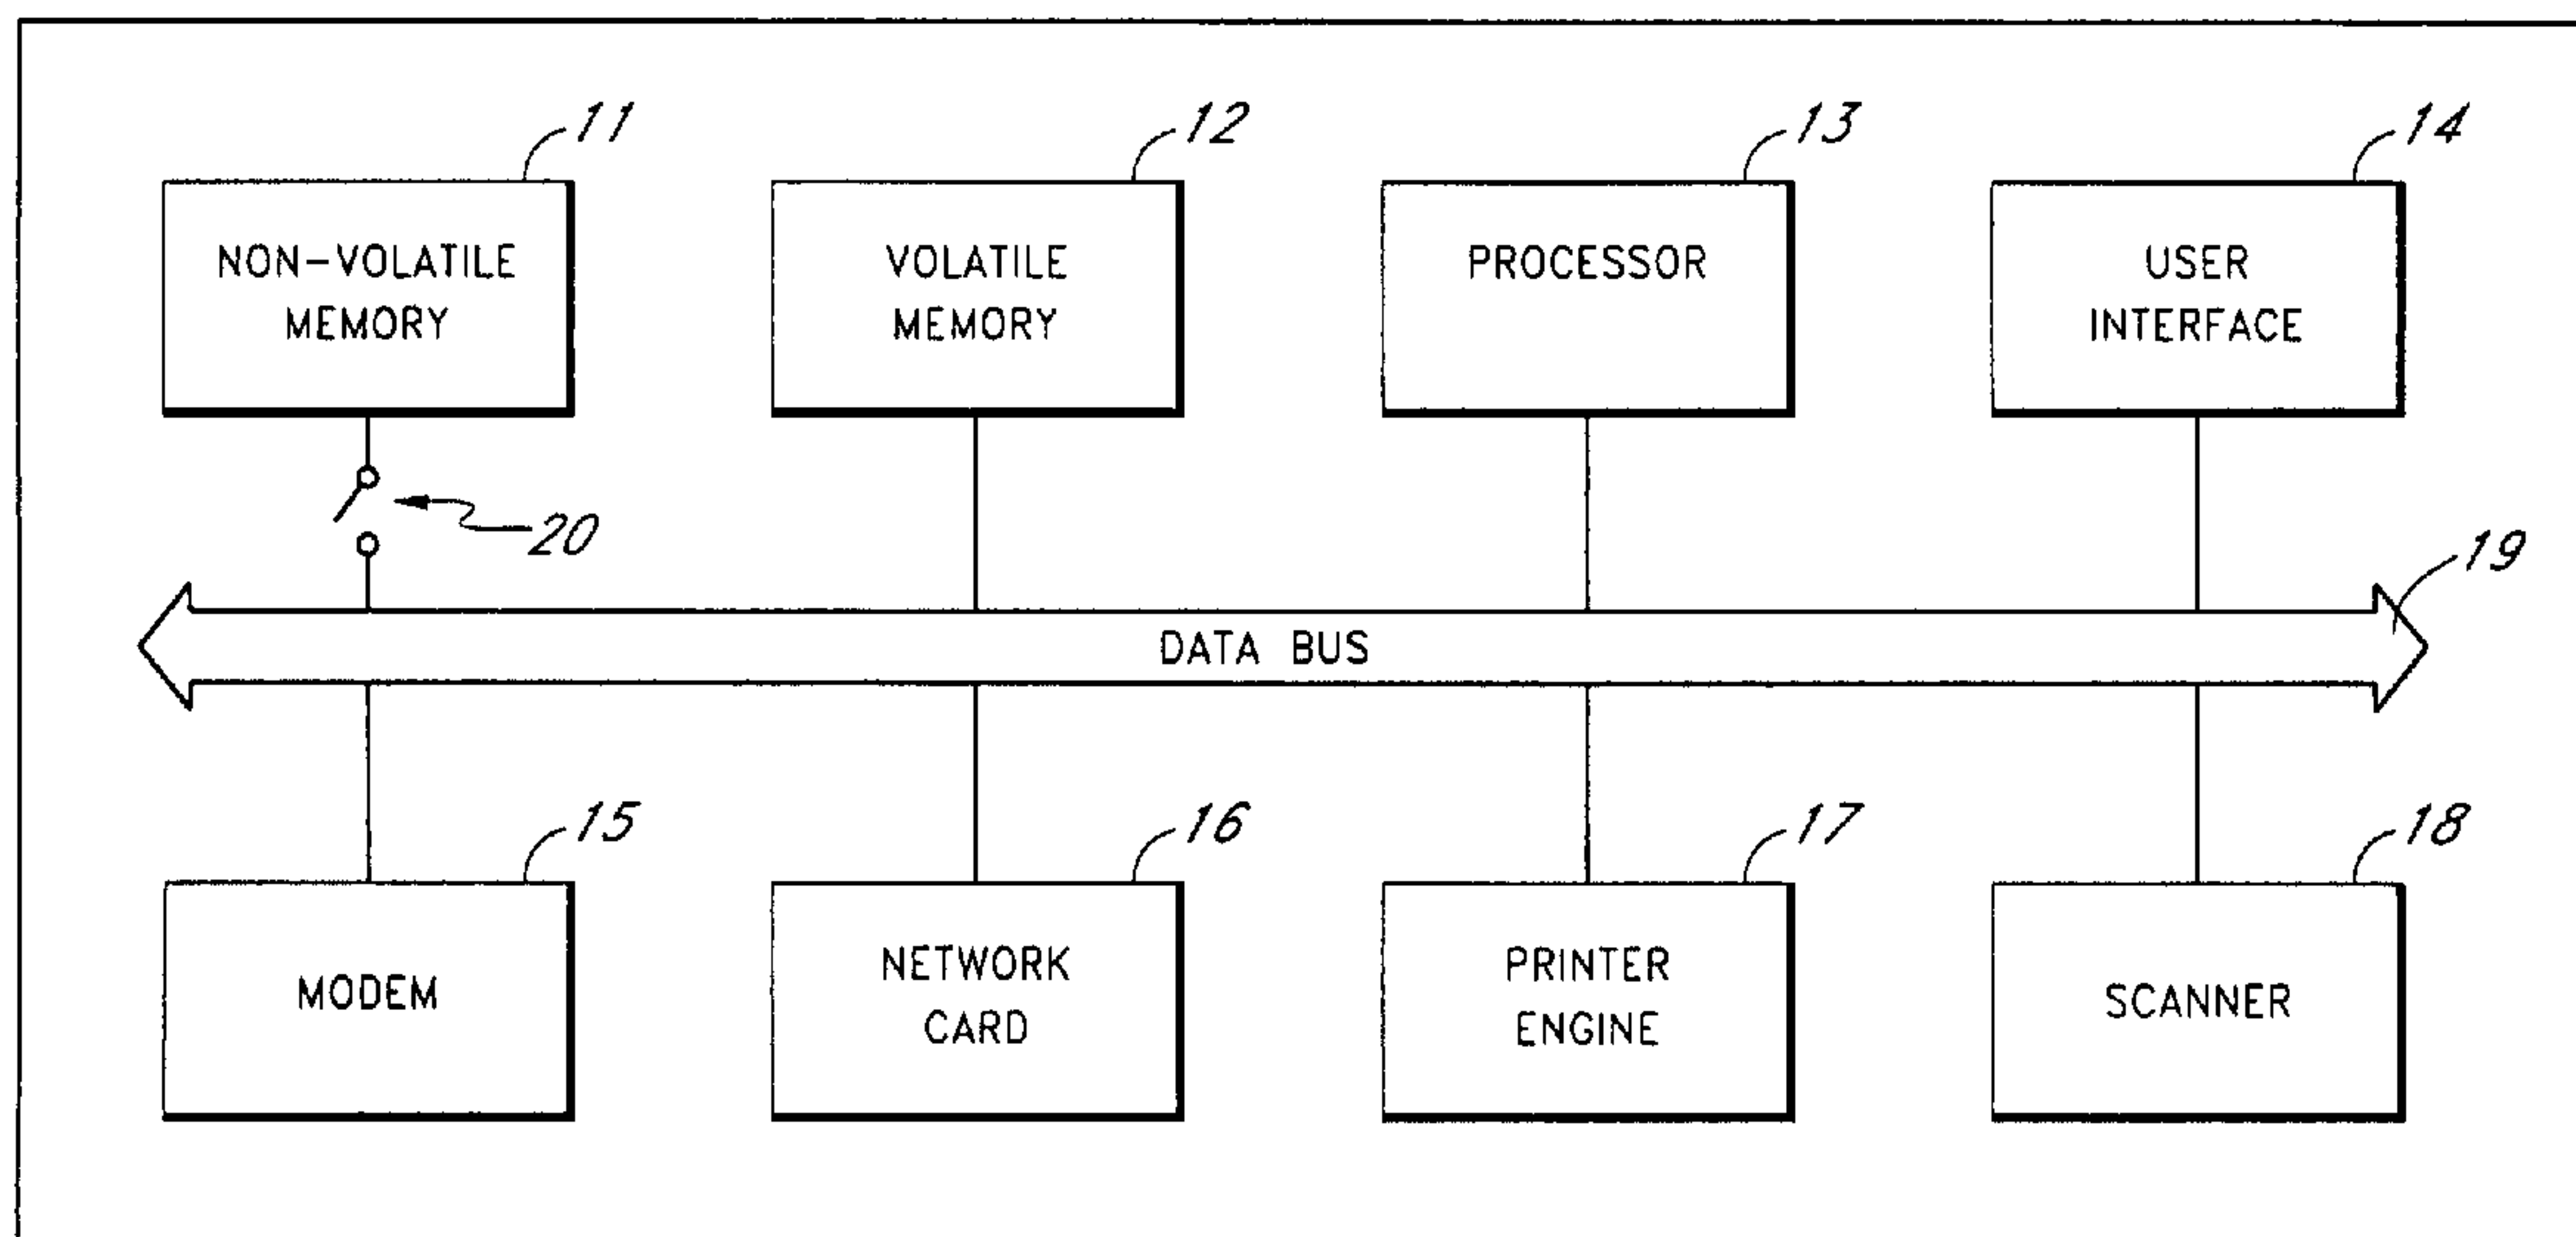 11
12
13
14
NON-VOLATILE
MEMORY
VOLATILE
MEMORY
PROCESSOR
USER
INTERFACE
20
19
DATA BUS
15
16
17
18
MODEM
NETWORK
CARD
PRINTER
ENGINE
SCANNER